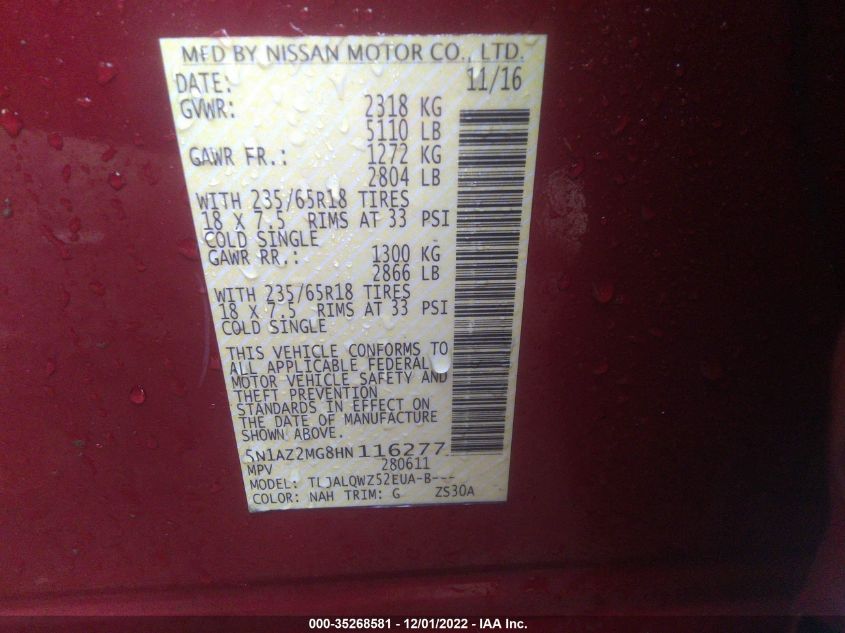 MFD BY NISSAN MOTOR CO., LTD.
DATE: 11/16
GVWR: 2318 KG
5110 LB
GAWR FR.: 1272 KG
2804 LB
WITH 235/65R18 TIRES
18 X 7.5 RIMS AT 33 PSI
COLD SINGLE
GAWR RR.: 1300 KG
2866 LB
WITH 235/65R18 TIRES
18 X 7.5 RIMS AT 33 PSI
COLD SINGLE
THIS VEHICLE CONFORMS TO
ALL APPLICABLE FEDERAL
MOTOR VEHICLE SAFETY AND
THEFT PREVENTION
STANDARDS IN EFFECT ON
THE DATE OF MANUFACTURE
SHOWN ABOVE.
5N1AZ2MG8HN116277
MPV 280611
MODEL: TLJALQWZ52EUA-B---
COLOR: NAH TRIM: G ZS30A
000-35268581 - 12/01/2022 - IAA Inc.